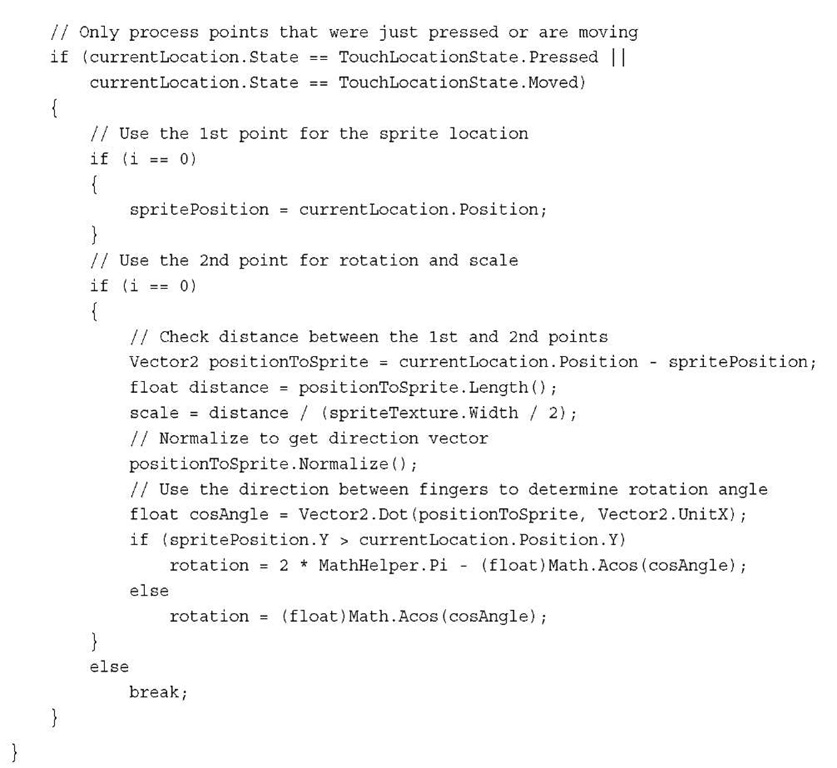 // Only process points that were just pressed or are moving
if (currentLocation.State == TouchLocationState.Pressed ||
currentLocation.State == TouchLocationState.Moved)
{
// Use the 1st point for the sprite location
if (i == 0)
{
spritePosition = currentLocation.Position;
}
// Use the 2nd point for rotation and scale
if (i == 0)
{
// Check distance between the 1st and 2nd points
Vector2 positionToSprite = currentLocation.Position - spritePosition;
float distance = positionToSprite.Length();
scale = distance / (spriteTexture.Width / 2);
// Normalize to get direction vector
positionToSprite.Normalize();
// Use the direction between fingers to determine rotation angle
float cosAngle = Vector2.Dot(positionToSprite, Vector2.UnitX);
if (spritePosition.Y > currentLocation.Position.Y)
rotation = 2 * MathHelper.Pi - (float)Math.Acos(cosAngle);
else
rotation = (float)Math.Acos(cosAngle);
}
else
break;
}
}